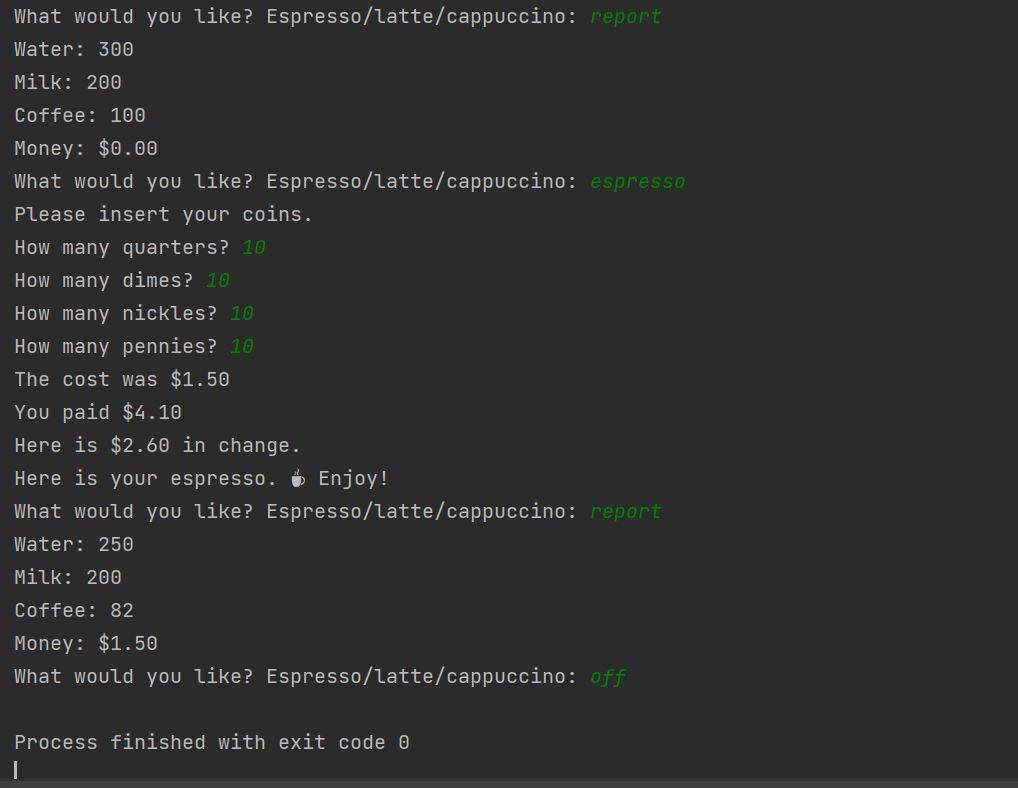 What would you like? Espresso/latte/cappuccino: report
Water: 300
Milk: 200
Coffee: 100
Money: $0.00
What would you like? Espresso/latte/cappuccino: espresso
Please insert your coins.
How many quarters? 10
How many dimes? 10
How many nickles? 10
How many pennies? 10
The cost was $1.50
You paid $4.10
Here is $2.60 in change.
Here is your espresso. ☕ Enjoy!
What would you like? Espresso/latte/cappuccino: report
Water: 250
Milk: 200
Coffee: 82
Money: $1.50
What would you like? Espresso/latte/cappuccino: off
Process finished with exit code 0